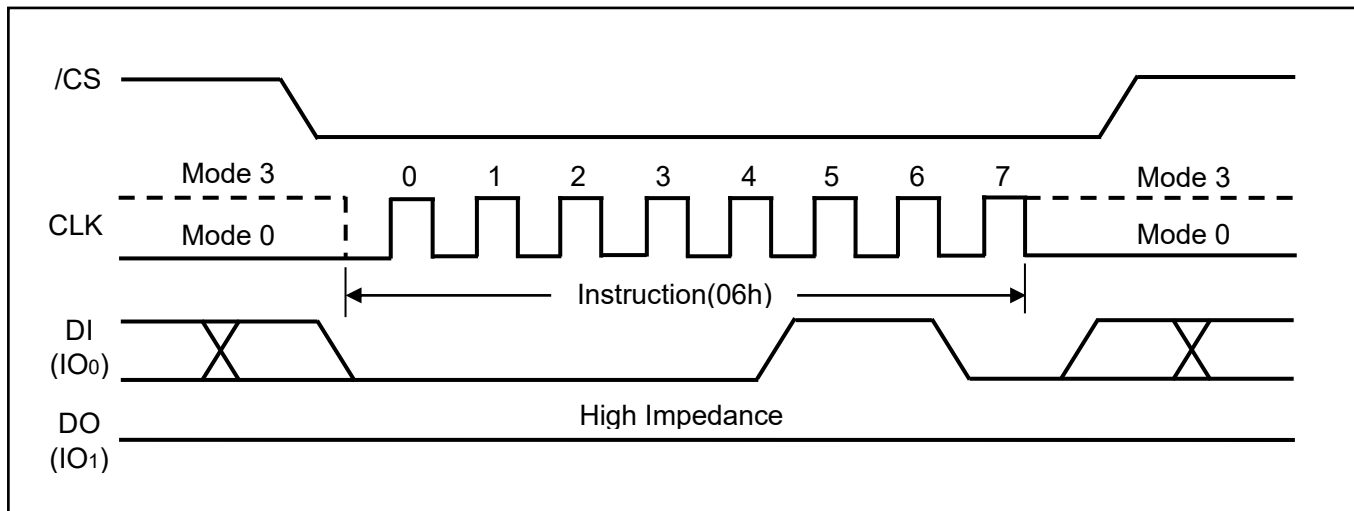 /CS
Mode 3
0 1 2 3 4 5 6 7
Mode 3
CLK
Mode 0
Mode 0
Instruction(06h)
DI
(IO0)
High Impedance
DO
(IO1)